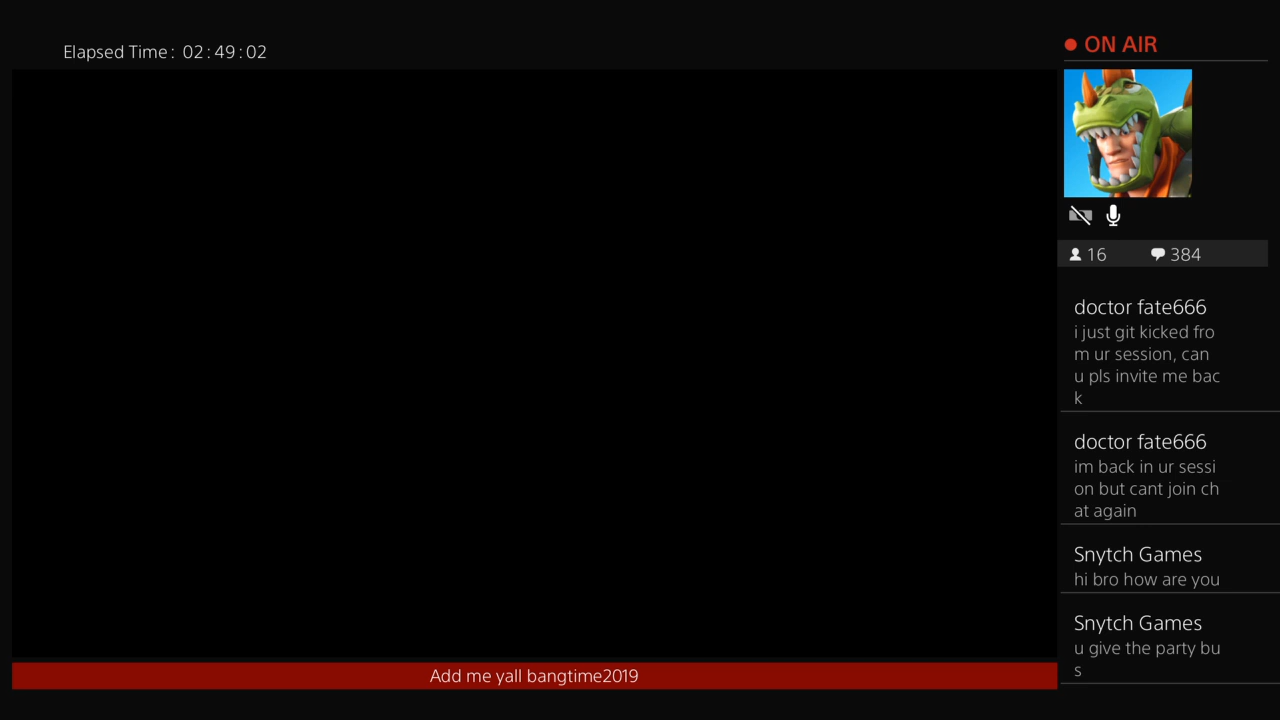 Elapsed Time: 02:49:02
ON AIR
16 384
doctor fate666
i just git kicked fro
m ur session, can
u pls invite me bac
k
doctor fate666
im back in ur sessi
on but cant join ch
at again
Snytch Games
hi bro how are you
Snytch Games
u give the party bu
s
Add me yall bangtime2019